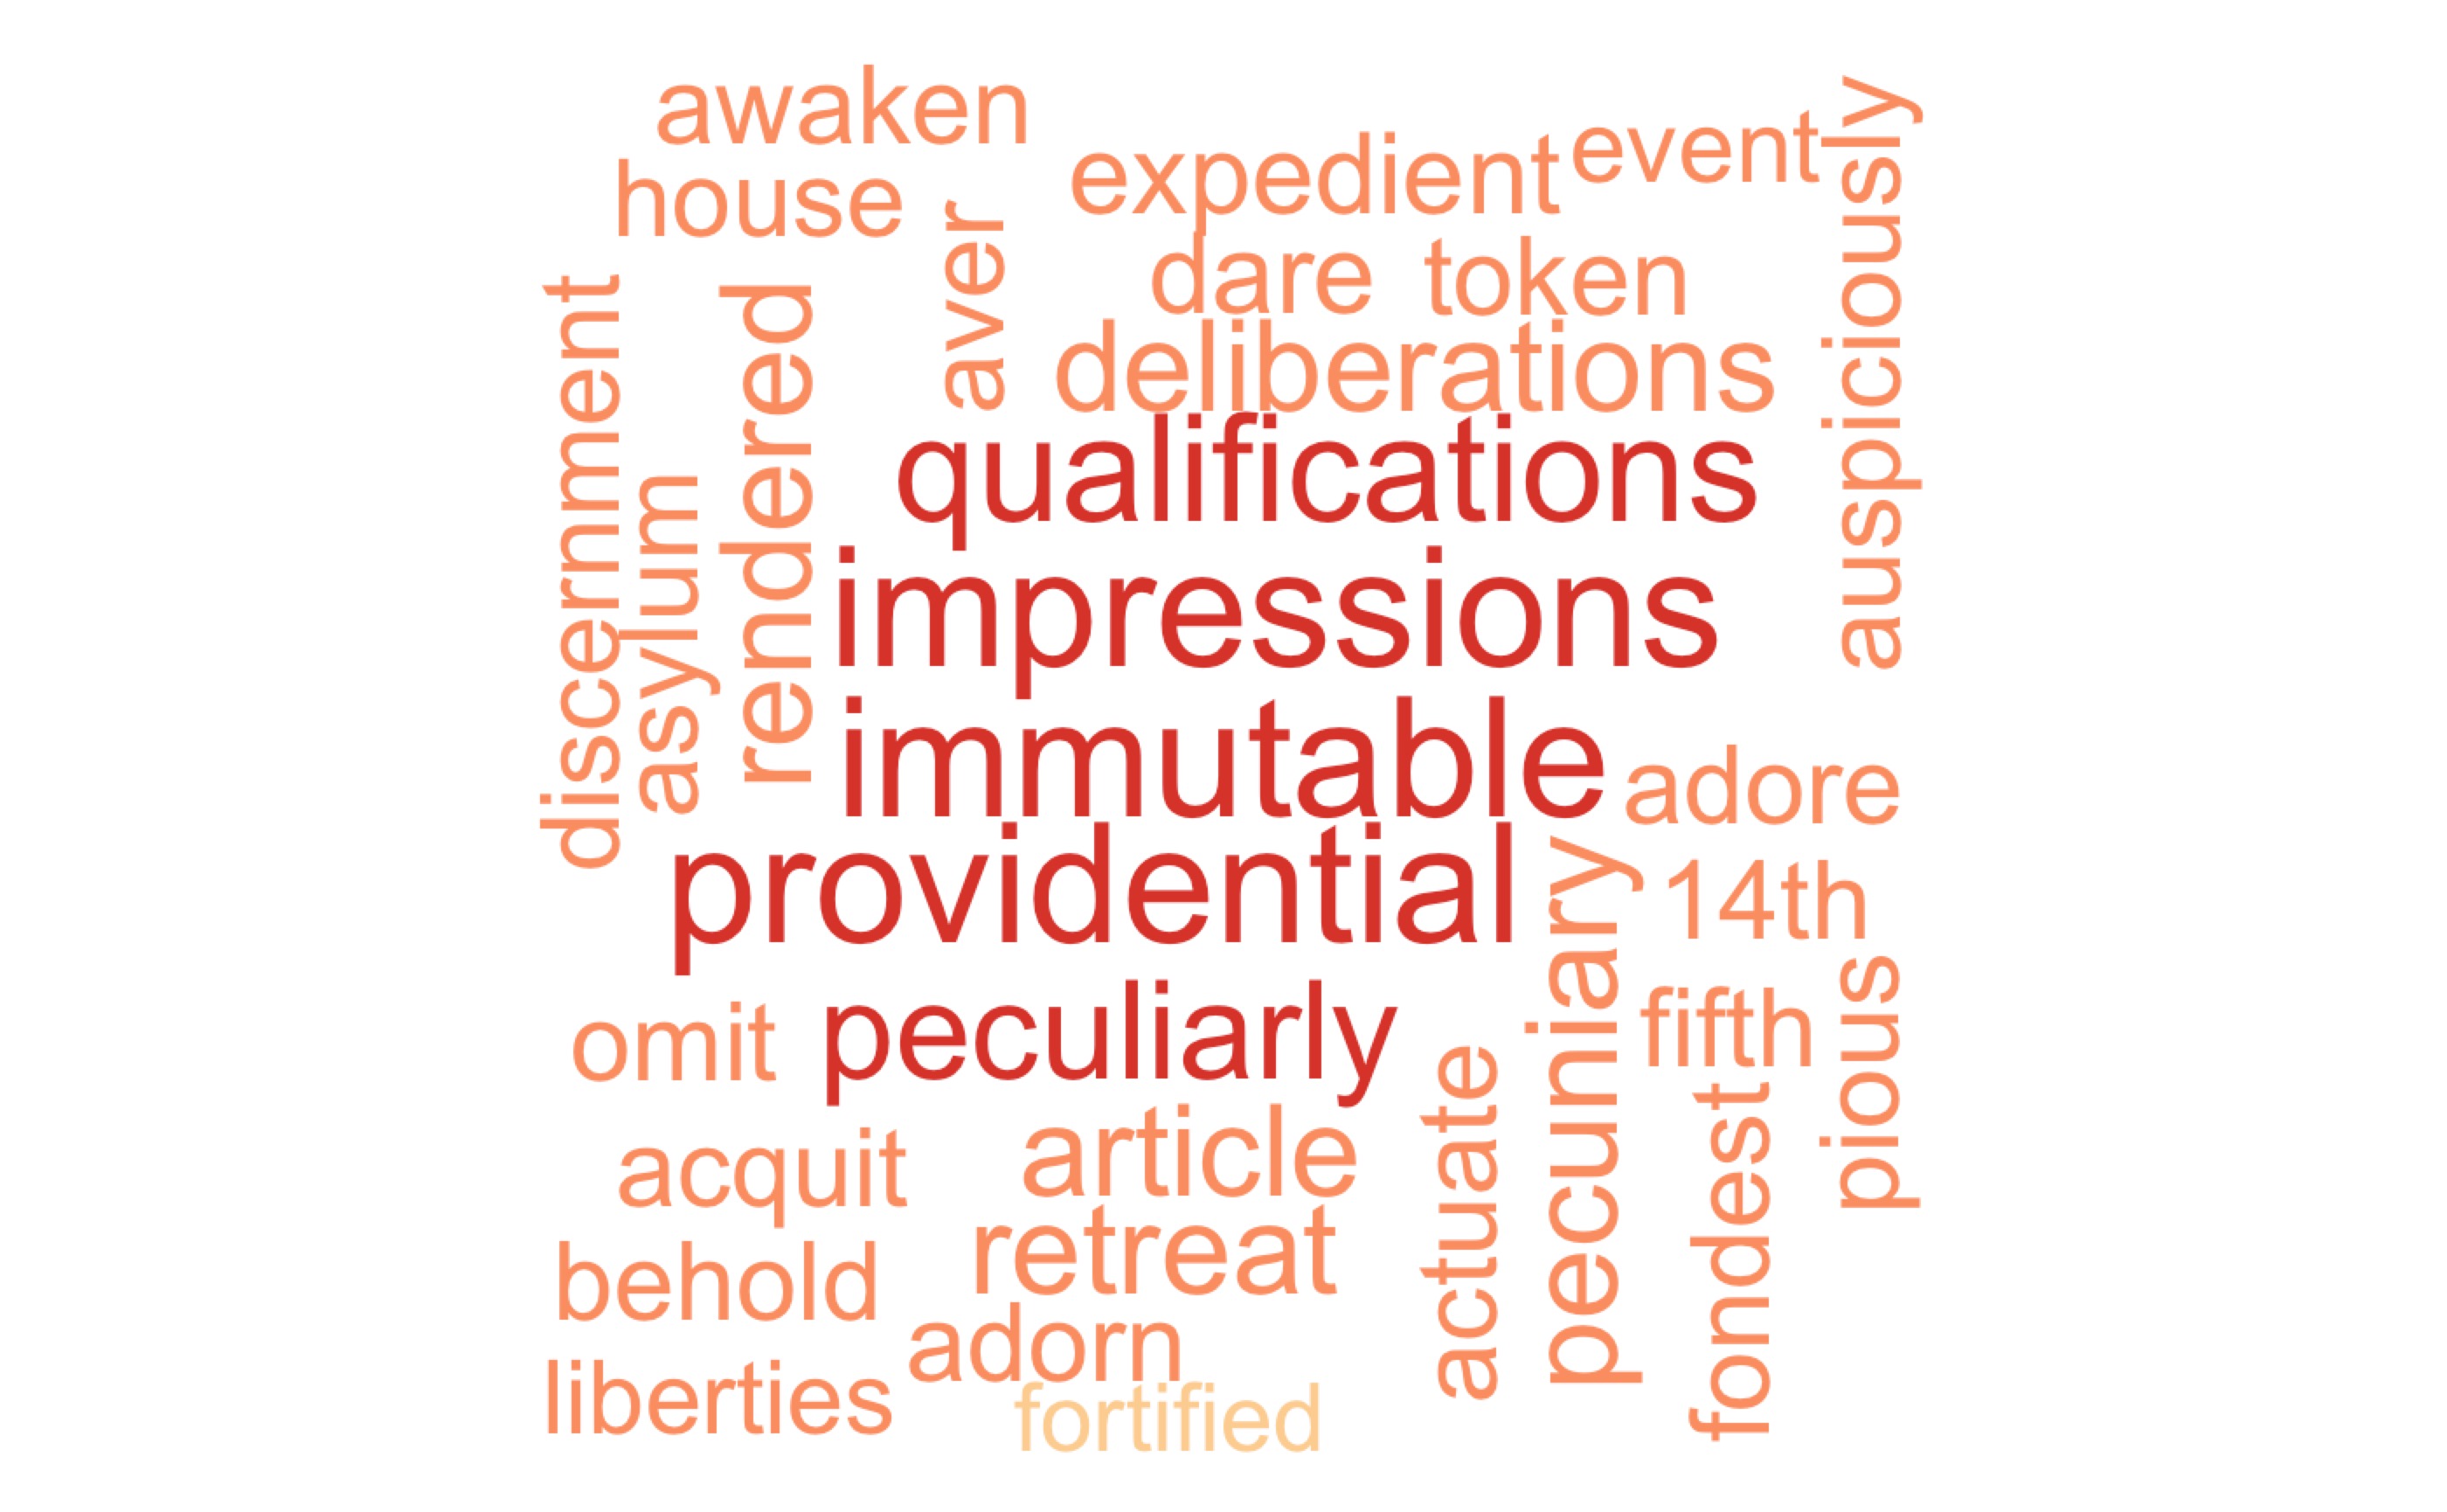 awaken
expedient
event
auspiciously
house
aver
dare
token
discernment
asylum
rendered
deliberations
qualifications
impressions
immutable
adore
providential
14th
pecuniary
fifth
pious
omit
peculiarly
actuate
fondest
acquit
article
behold
retreat
adorn
liberties
fortified